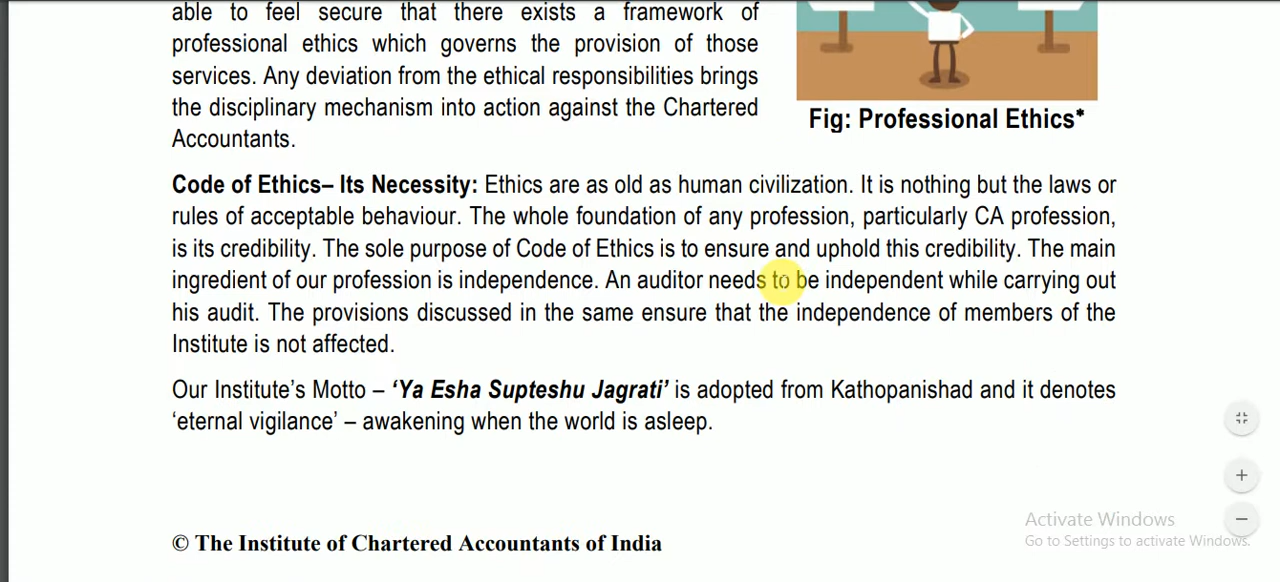 able to feel secure that there exists a framework of
professional ethics which governs the provision of those
services. Any deviation from the ethical responsibilities brings
the disciplinary mechanism into action against the Chartered
Accountants.
Fig: Professional Ethics*
Code of Ethics– Its Necessity: Ethics are as old as human civilization. It is nothing but the laws or
rules of acceptable behaviour. The whole foundation of any profession, particularly CA profession,
is its credibility. The sole purpose of Code of Ethics is to ensure and uphold this credibility. The main
ingredient of our profession is independence. An auditor needs to be independent while carrying out
his audit. The provisions discussed in the same ensure that the independence of members of the
Institute is not affected.
Our Institute’s Motto – ‘Ya Esha Supteshu Jagrati’ is adopted from Kathopanishad and it denotes
‘eternal vigilance’ – awakening when the world is asleep.
© The Institute of Chartered Accountants of India
Activate Windows
Go to Settings to activate Windows.